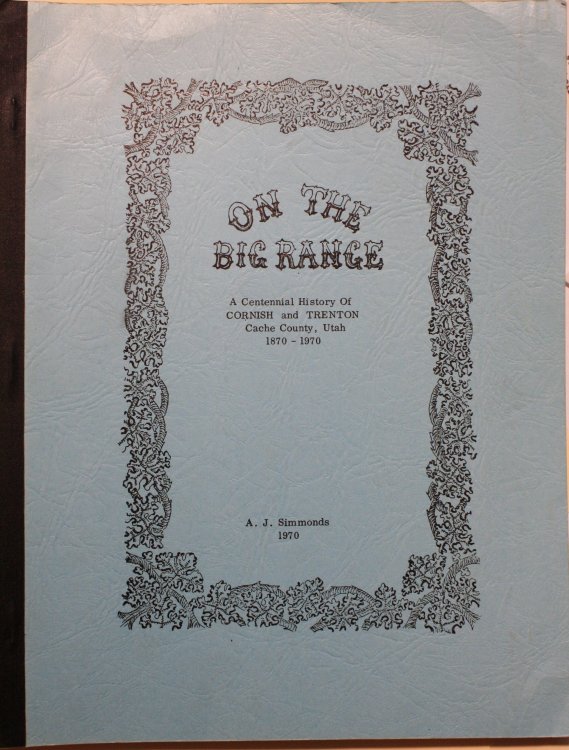 ON THE
BIG RANGE
A Centennial History Of
CORNISH and TRENTON
Cache County, Utah
1870 - 1970
A. J. Simmonds
1970